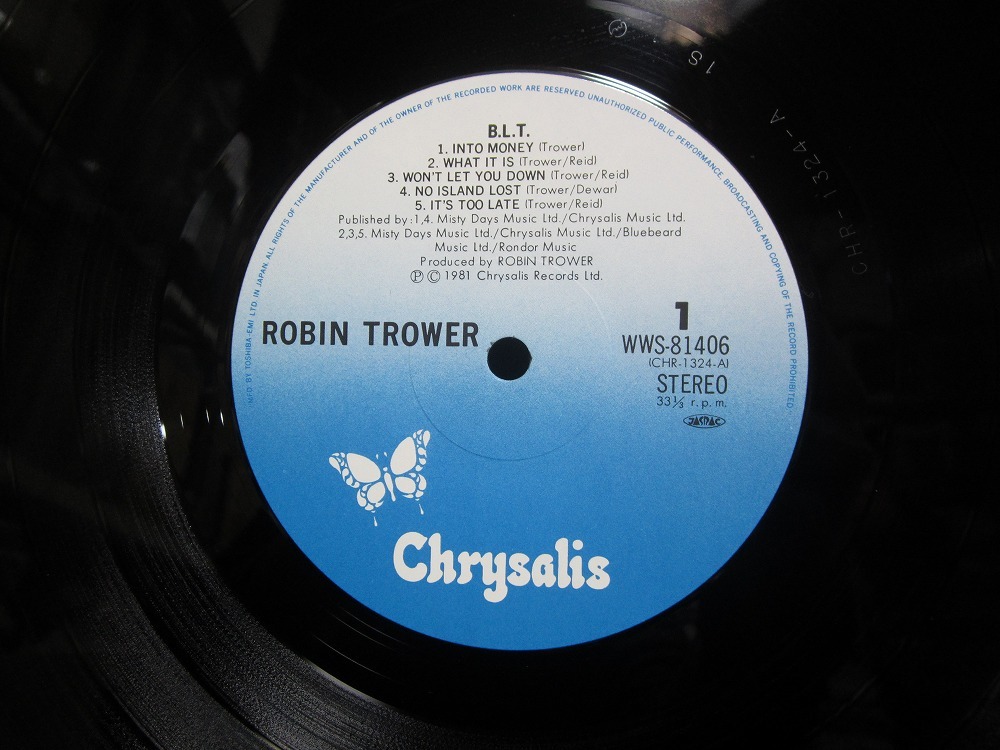 B.L.T.
1. INTO MONEY (Trower)
2. WHAT IT IS (Trower/Reid)
3. WON'T LET YOU DOWN (Trower/Reid)
4. NO ISLAND LOST (Trower/Dewar)
5. IT'S TOO LATE (Trower/Reid)
Published by:1,4. Misty Days Music Ltd./Chrysalis Music Ltd.
2,3,5. Misty Days Music Ltd./Chrysalis Music Ltd./Bluebeard
Music Ltd./Rondor Music
Produced by ROBIN TROWER
Ⓟ © 1981 Chrysalis Records Ltd.
ROBIN TROWER
1
WWS-81406
(CHR-1324-A)
STEREO
33⅓ r.p.m.
JASRAC
Chrysalis
MF'D. BY TOSHIBA-EMI LTD. IN JAPAN. ALL RIGHTS OF THE MANUFACTURER AND OF THE OWNER OF THE RECORDED WORK ARE RESERVED UNAUTHORIZED PUBLIC PERFORMANCE, BROADCASTING AND COPYING OF THE RECORD PROHIBITED.
1S
CHR-1324-A